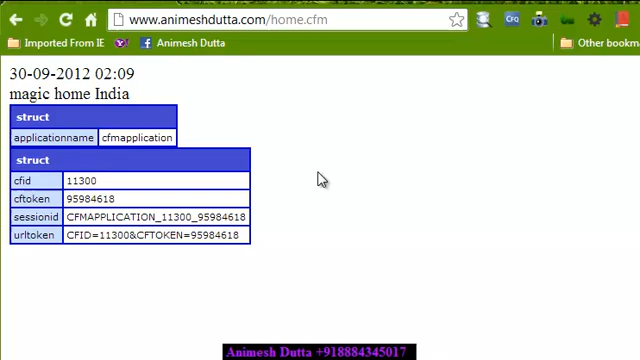 www.animeshdutta.com/home.cfm
Imported From IE
Animesh Dutta
Other bookm
30-09-2012 02:09
magic home India
struct
applicationname cfmapplication
struct
cfid 11300
cftoken 95984618
sessionid CFMAPPLICATION_11300_95984618
urltoken CFID=11300&CFTOKEN=95984618
Animesh Dutta +918884345017